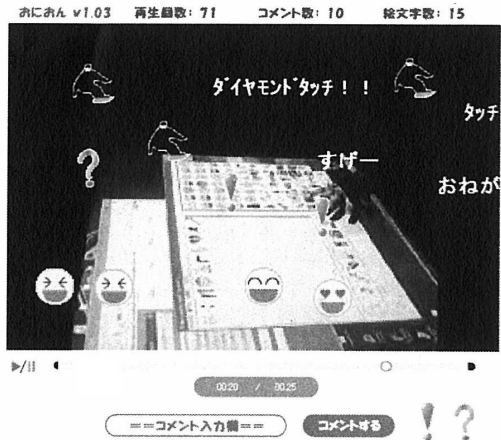 おにおん v1.03 再生回数: 71 コメント数: 10 絵文字数: 15
ダイヤモンドタッチ！！
タッチ
すげー
おねが
00:20 / 00:25
==コメント入力欄==
コメントする